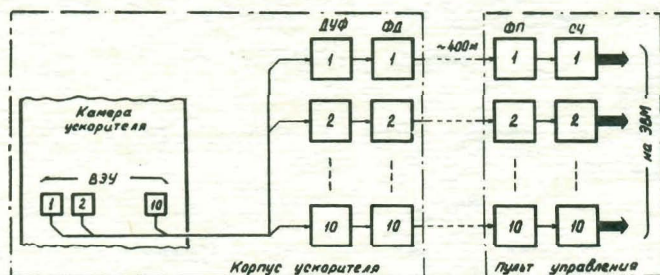 ДУФ ФД ФП СЧ
1 1 ~400м 1 1
Камера
ускорителя
2 2 2 2
на ЭВМ
ВЭУ
1 2 10
10 10 10 10
Корпус ускорителя
Пульт управления